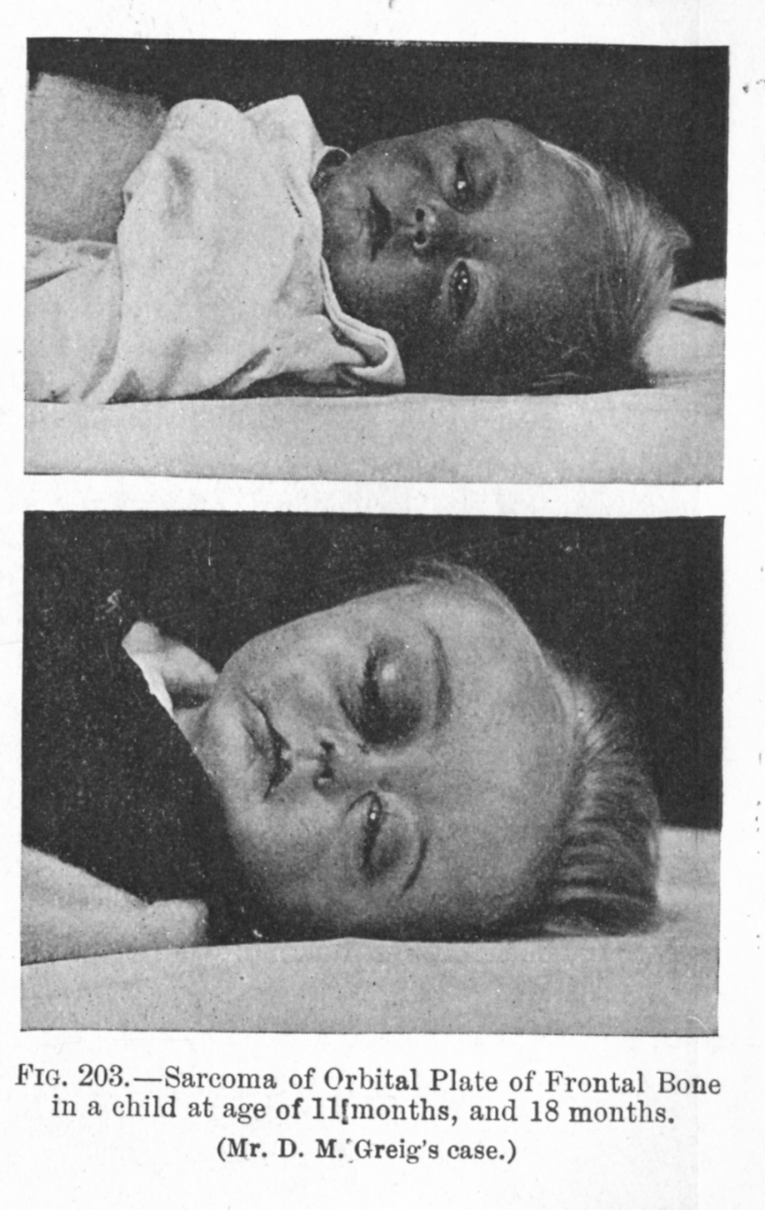 FIG. 203.—Sarcoma of Orbital Plate of Frontal Bone
in a child at age of 11[months, and 18 months.
(Mr. D. M. Greig's case.)